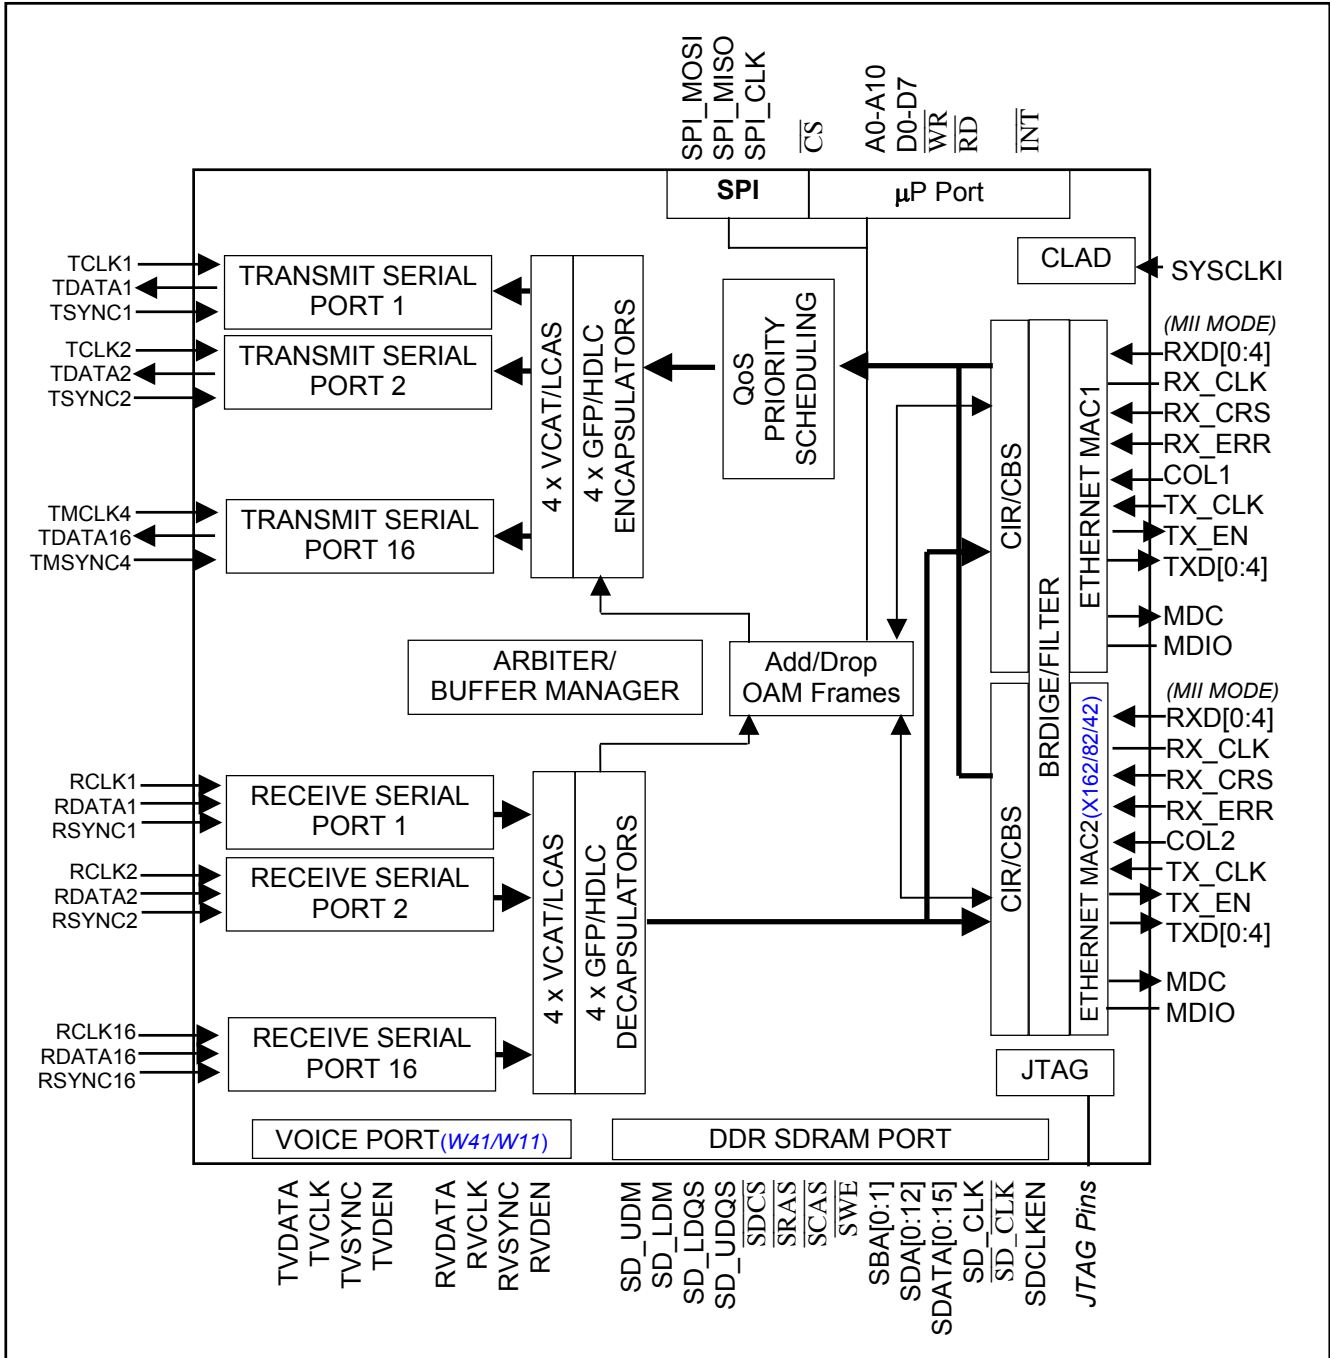 SPI_MOSI
SPI_MISO
SPI_CLK
CS
A0-A10
D0-D7
WR
RD
INT
SPI
µP Port
CLAD
SYSCLKI
TCLK1
TDATA1
TSYNC1
TRANSMIT SERIAL
PORT 1
TCLK2
TDATA2
TSYNC2
TRANSMIT SERIAL
PORT 2
TMCLK4
TDATA16
TMSYNC4
TRANSMIT SERIAL
PORT 16
4 x VCAT/LCAS
4 x GFP/HDLC
ENCAPSULATORS
QoS
PRIORITY
SCHEDULING
CIR/CBS
BRDIGE/FILTER
ETHERNET MAC1
(MII MODE)
RXD[0:4]
RX_CLK
RX_CRS
RX_ERR
COL1
TX_CLK
TX_EN
TXD[0:4]
MDC
MDIO
ARBITER/
BUFFER MANAGER
Add/Drop
OAM Frames
RCLK1
RDATA1
RSYNC1
RECEIVE SERIAL
PORT 1
RCLK2
RDATA2
RSYNC2
RECEIVE SERIAL
PORT 2
RCLK16
RDATA16
RSYNC16
RECEIVE SERIAL
PORT 16
4 x VCAT/LCAS
4 x GFP/HDLC
DECAPSULATORS
CIR/CBS
ETHERNET MAC2(X162/82/42)
(MII MODE)
RXD[0:4]
RX_CLK
RX_CRS
RX_ERR
COL2
TX_CLK
TX_EN
TXD[0:4]
MDC
MDIO
JTAG
VOICE PORT(W41/W11)
DDR SDRAM PORT
TVDATA
TVCLK
TVSYNC
TVDEN
RVDATA
RVCLK
RVSYNC
RVDEN
SD_UDM
SD_LDM
SD_LDQS
SD_UDQS
SDCS
SRAS
SCAS
SWE
SBA[0:1]
SDA[0:12]
SDATA[0:15]
SD_CLK
SD_CLK
SDCLKEN
JTAG Pins